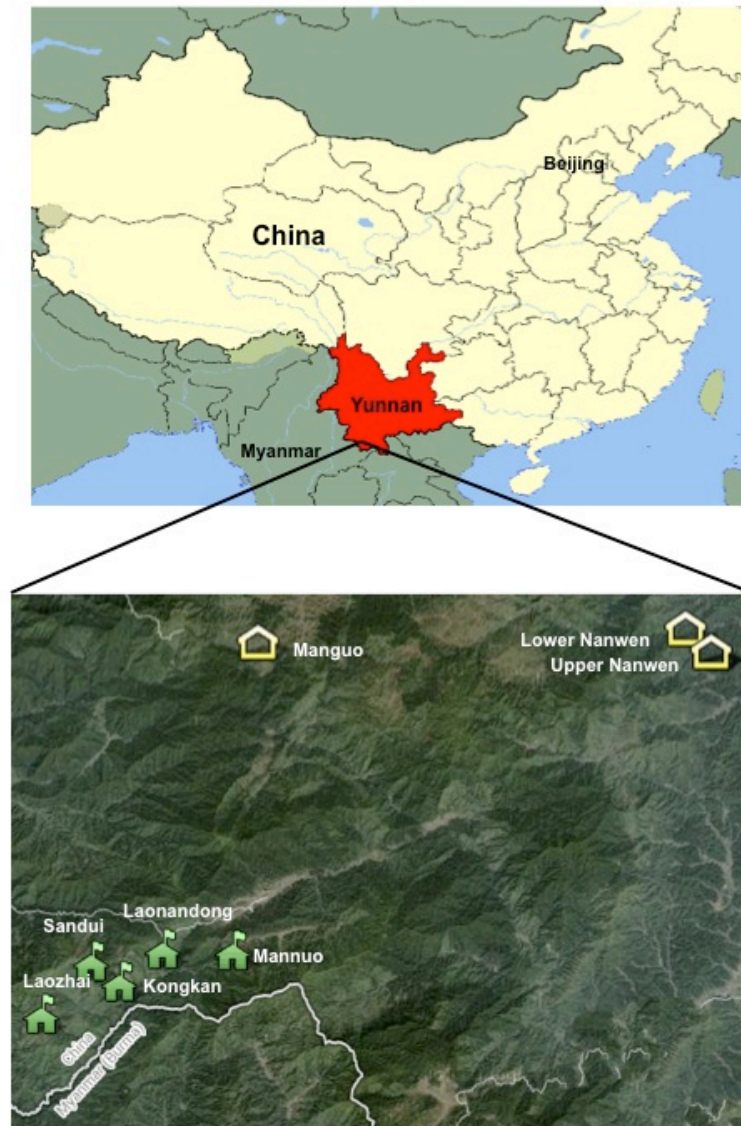 Beijing
China
Yunnan
Myanmar
Manguo
Lower Nanwen
Upper Nanwen
Laonandong
Sandui
Mannuo
Laozhai
Kongkan
China
Myanmar (Burma)